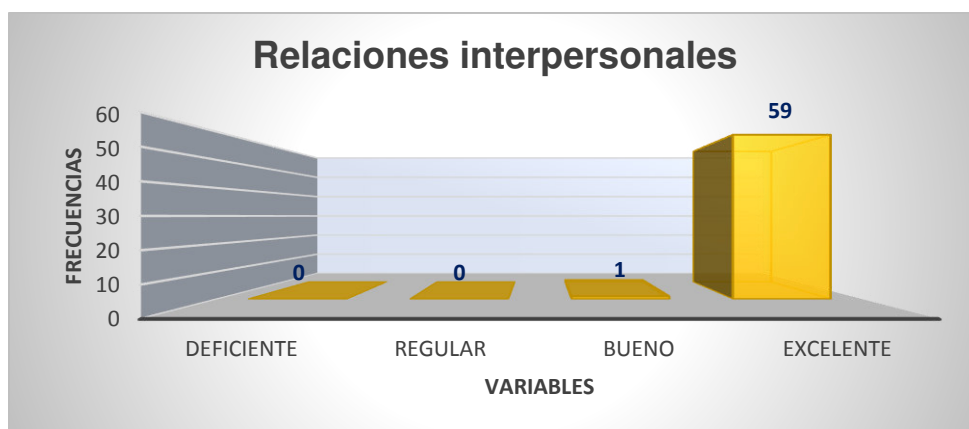 Relaciones interpersonales
59
60
50
40
30
20
10
0
FRECUENCIAS
0
0
1
DEFICIENTE
REGULAR
BUENO
EXCELENTE
VARIABLES